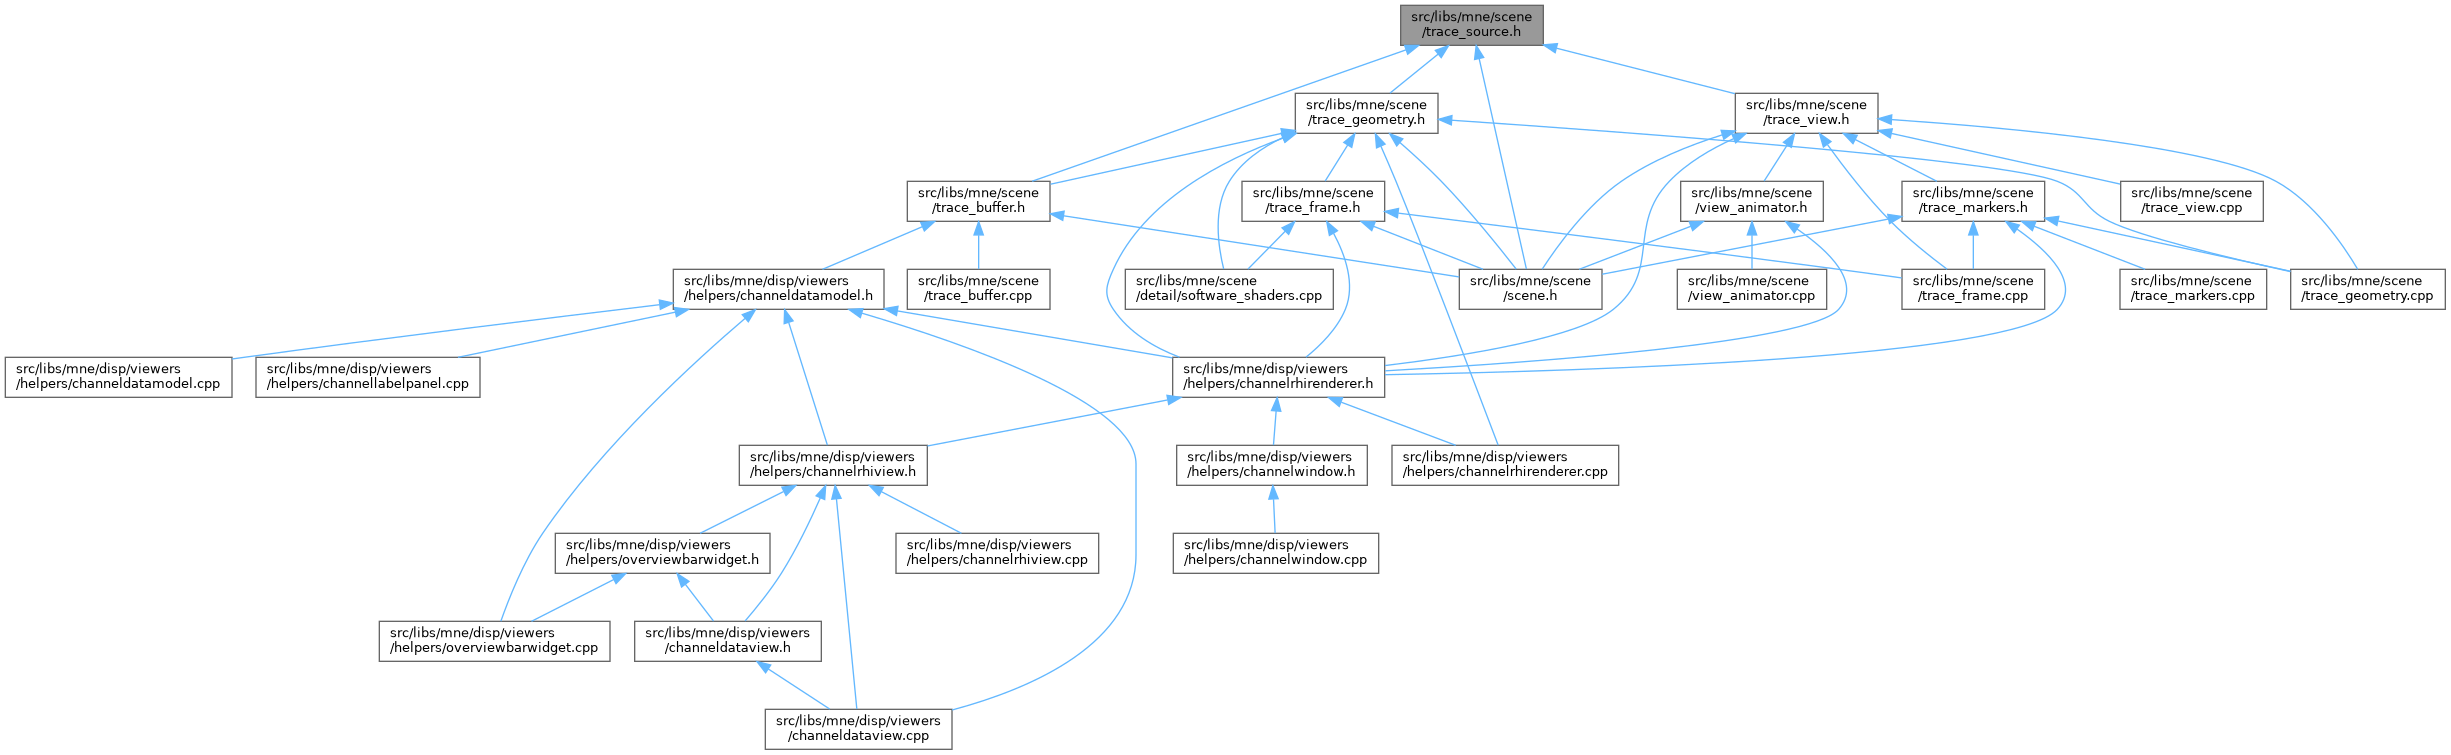 src/libs/mne/scene
/trace_source.h
src/libs/mne/scene
/trace_geometry.h
src/libs/mne/scene
/trace_view.h
src/libs/mne/scene
/trace_buffer.h
src/libs/mne/scene
/trace_frame.h
src/libs/mne/scene
/view_animator.h
src/libs/mne/scene
/trace_markers.h
src/libs/mne/scene
/trace_view.cpp
src/libs/mne/disp/viewers
/helpers/channeldatamodel.h
src/libs/mne/scene
/trace_buffer.cpp
src/libs/mne/scene
/detail/software_shaders.cpp
src/libs/mne/scene
/scene.h
src/libs/mne/scene
/view_animator.cpp
src/libs/mne/scene
/trace_frame.cpp
src/libs/mne/scene
/trace_markers.cpp
src/libs/mne/scene
/trace_geometry.cpp
src/libs/mne/disp/viewers
/helpers/channeldatamodel.cpp
src/libs/mne/disp/viewers
/helpers/channellabelpanel.cpp
src/libs/mne/disp/viewers
/helpers/channelrhirenderer.h
src/libs/mne/disp/viewers
/helpers/channelrhiview.h
src/libs/mne/disp/viewers
/helpers/channelwindow.h
src/libs/mne/disp/viewers
/helpers/channelrhirenderer.cpp
src/libs/mne/disp/viewers
/helpers/overviewbarwidget.h
src/libs/mne/disp/viewers
/helpers/channelrhiview.cpp
src/libs/mne/disp/viewers
/helpers/channelwindow.cpp
src/libs/mne/disp/viewers
/helpers/overviewbarwidget.cpp
src/libs/mne/disp/viewers
/channeldataview.h
src/libs/mne/disp/viewers
/channeldataview.cpp